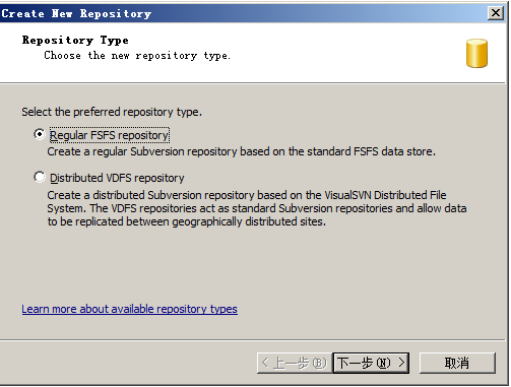 Create New Repository
Repository Type
Choose the new repository type.
Select the preferred repository type.
Regular FSFS repository
Create a regular Subversion repository based on the standard FSFS data store.
Distributed VDFS repository
Create a distributed Subversion repository based on the VisualSVN Distributed File
System. The VDFS repositories act as standard Subversion repositories and allow data
to be replicated between geographically distributed sites.
Learn more about available repository types
< 上一步(B) 下一步(N) > 取消